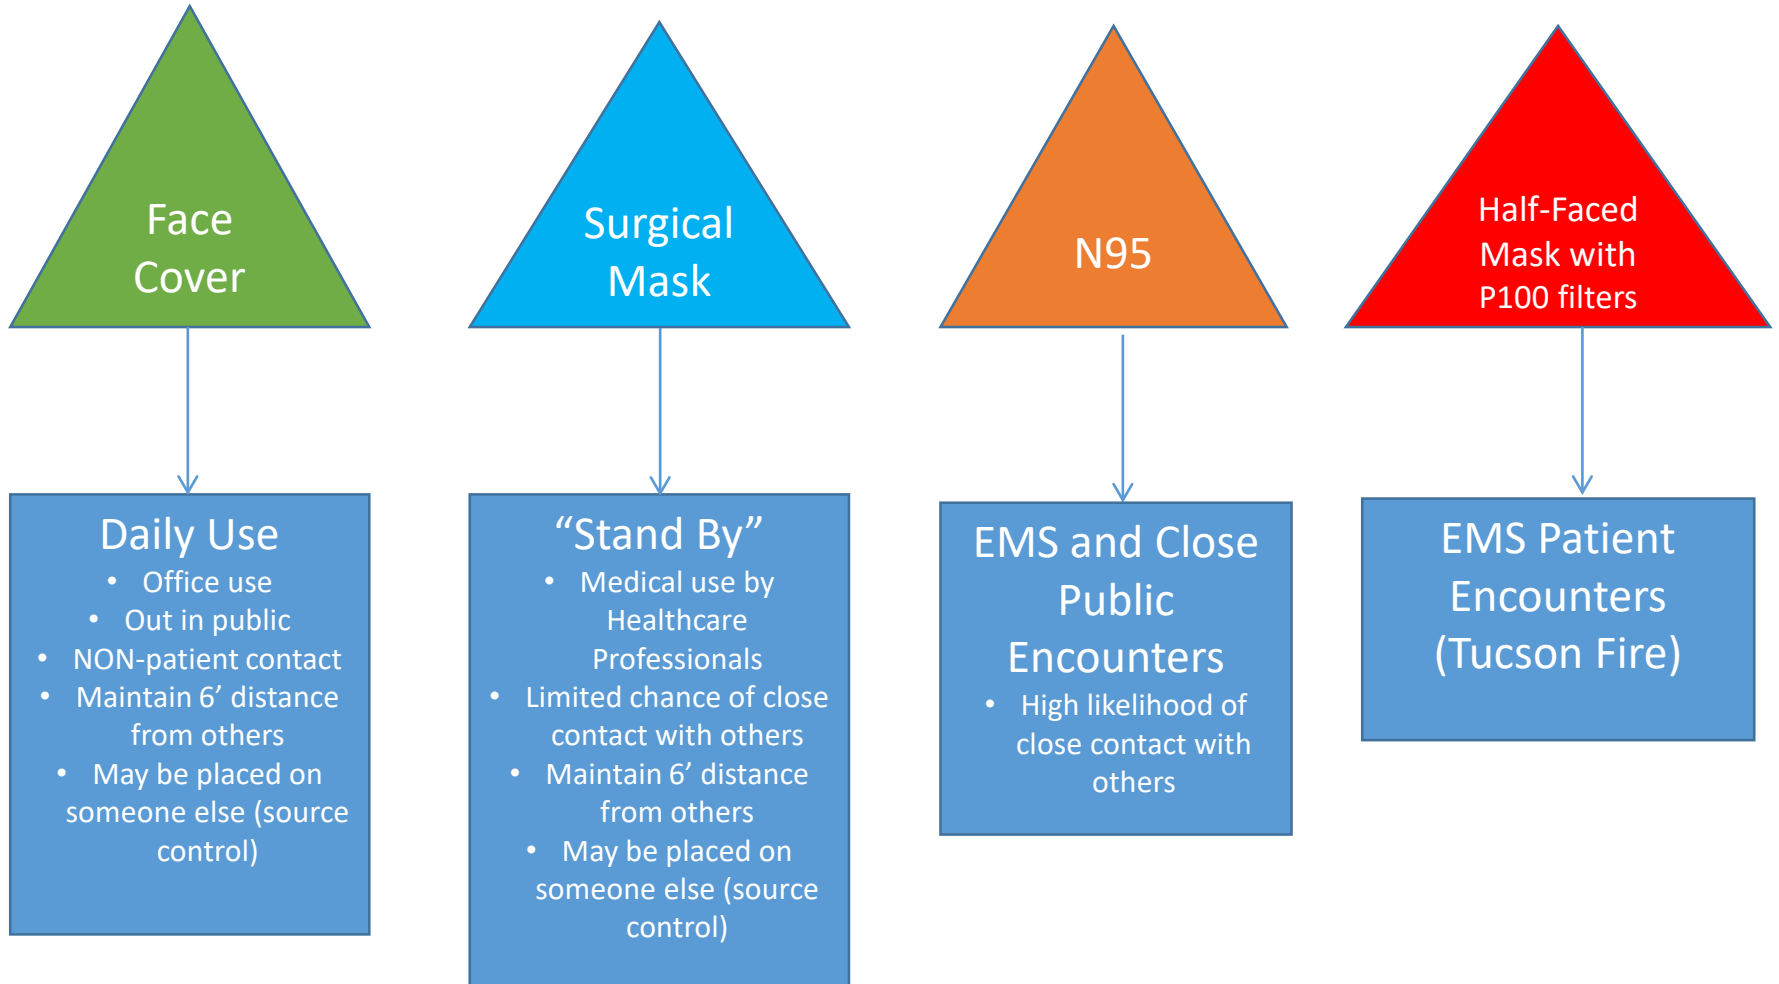 Face
Cover
Surgical
Mask
N95
Half-Faced
Mask with
P100 filters
Daily Use
• Office use
• Out in public
• NON-patient contact
• Maintain 6’ distance
from others
• May be placed on
someone else (source
control)
“Stand By”
• Medical use by
Healthcare
Professionals
• Limited chance of close
contact with others
• Maintain 6’ distance
from others
• May be placed on
someone else (source
control)
EMS and Close
Public
Encounters
• High likelihood of
close contact with
others
EMS Patient
Encounters
(Tucson Fire)